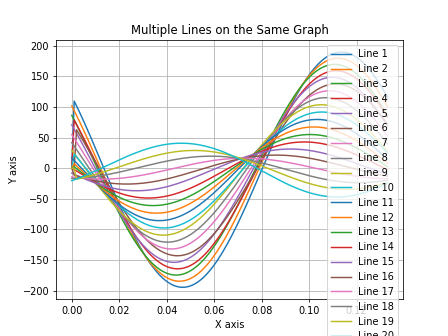 Multiple Lines on the Same Graph
Y axis
200
150
100
50
0
−50
−100
−150
−200
0.00
0.02
0.04
0.06
0.08
0.10
X axis
Line 1
Line 2
Line 3
Line 4
Line 5
Line 6
Line 7
Line 8
Line 9
Line 10
Line 11
Line 12
Line 13
Line 14
Line 15
Line 16
Line 17
Line 18
Line 19
Line 20